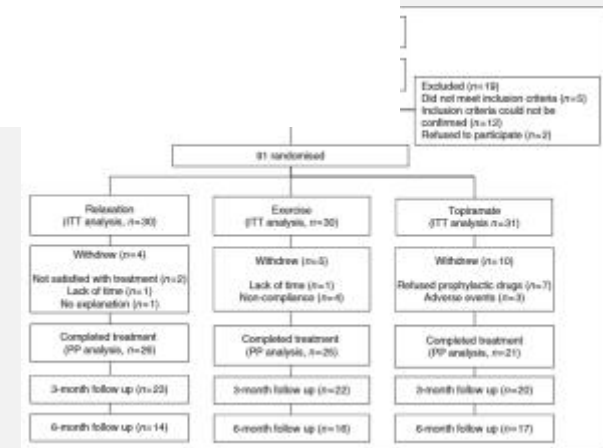 Excluded (n=19)
Did not meet inclusion criteria (n=5)
Inclusion criteria could not be
confirmed (n=12)
Refused to participate (n=2)
91 randomised
Relaxation
(ITT analysis, n=30)
Exercise
(ITT analysis, n=30)
Topiramate
(ITT analysis n=31)
Withdrew (n=4)
Not satisfied with treatment (n=2)
Lack of time (n=1)
No explanation (n=1)
Withdrew (n=5)
Lack of time (n=1)
Non-compliance (n=4)
Withdrew (n=10)
Refused prophylactic drugs (n=7)
Adverse events (n=3)
Completed treatment
(PP analysis, n=26)
Completed treatment
(PP analysis, n=25)
Completed treatment
(PP analysis, n=21)
3-month follow up (n=23)
3-month follow up (n=22)
3-month follow up (n=20)
6-month follow up (n=14)
6-month follow up (n=16)
6-month follow up (n=17)